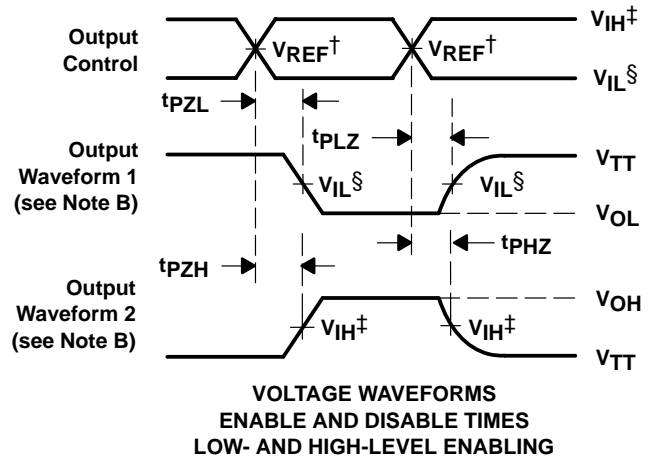 Output
Control
VREF†
VREF†
VIH‡
VIL§
tPZL
tPLZ
Output
Waveform 1
(see Note B)
VIL§
VIL§
VTT
VOL
tPZH
tPHZ
Output
Waveform 2
(see Note B)
VIH‡
VIH‡
VOH
VTT
VOLTAGE WAVEFORMS
ENABLE AND DISABLE TIMES
LOW- AND HIGH-LEVEL ENABLING